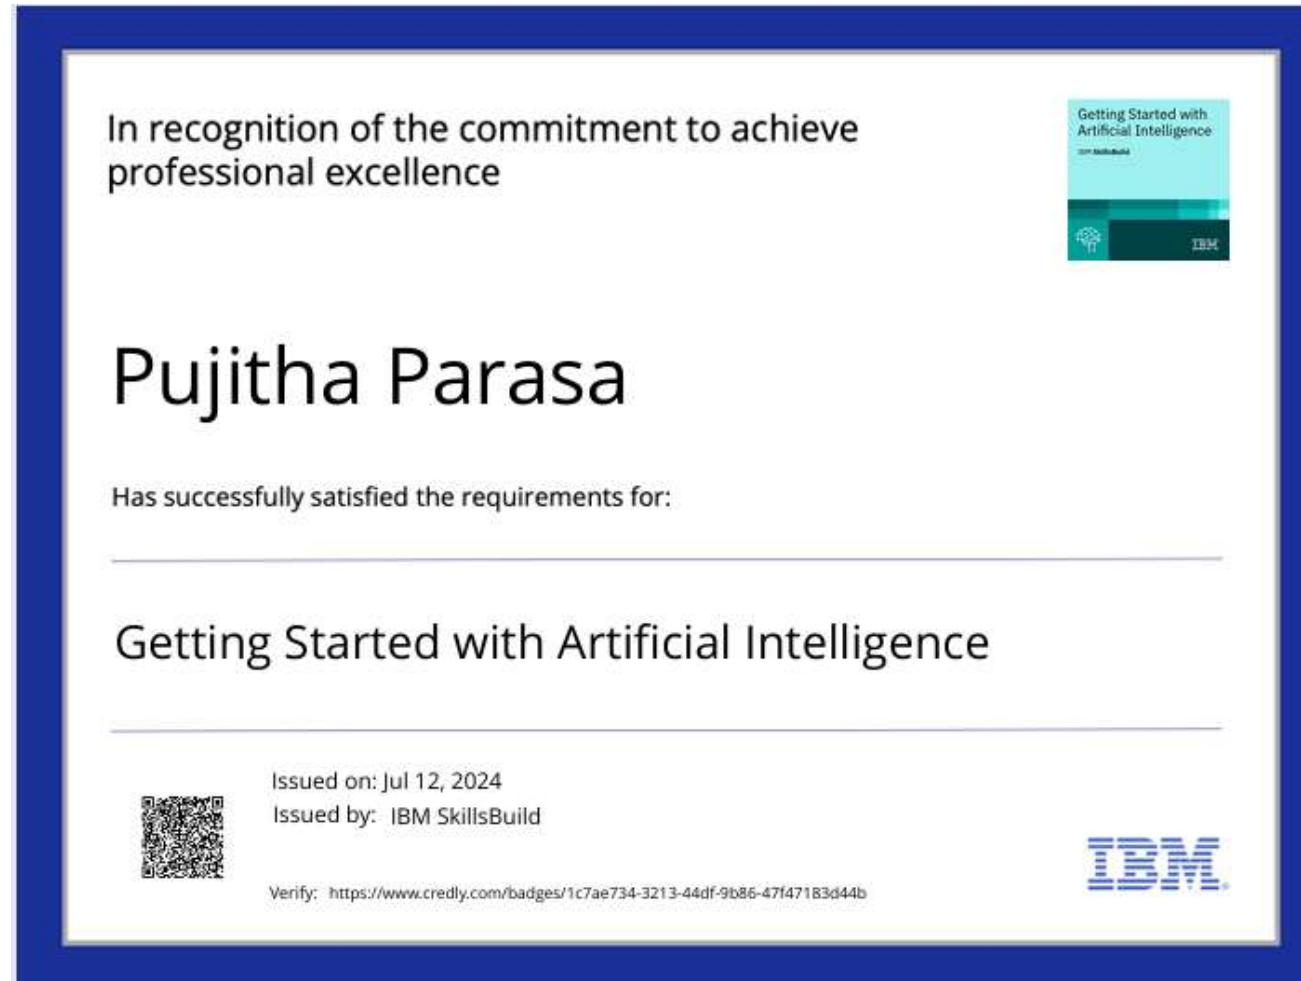 In recognition of the commitment to achieve
professional excellence
Getting Started with
Artificial Intelligence
IBM SkillsBuild
IBM
Pujitha Parasa
Has successfully satisfied the requirements for:
Getting Started with Artificial Intelligence
Issued on: Jul 12, 2024
Issued by: IBM SkillsBuild
Verify: https://www.credly.com/badges/1c7ae734-3213-44df-9b86-47f47183d44b
IBM